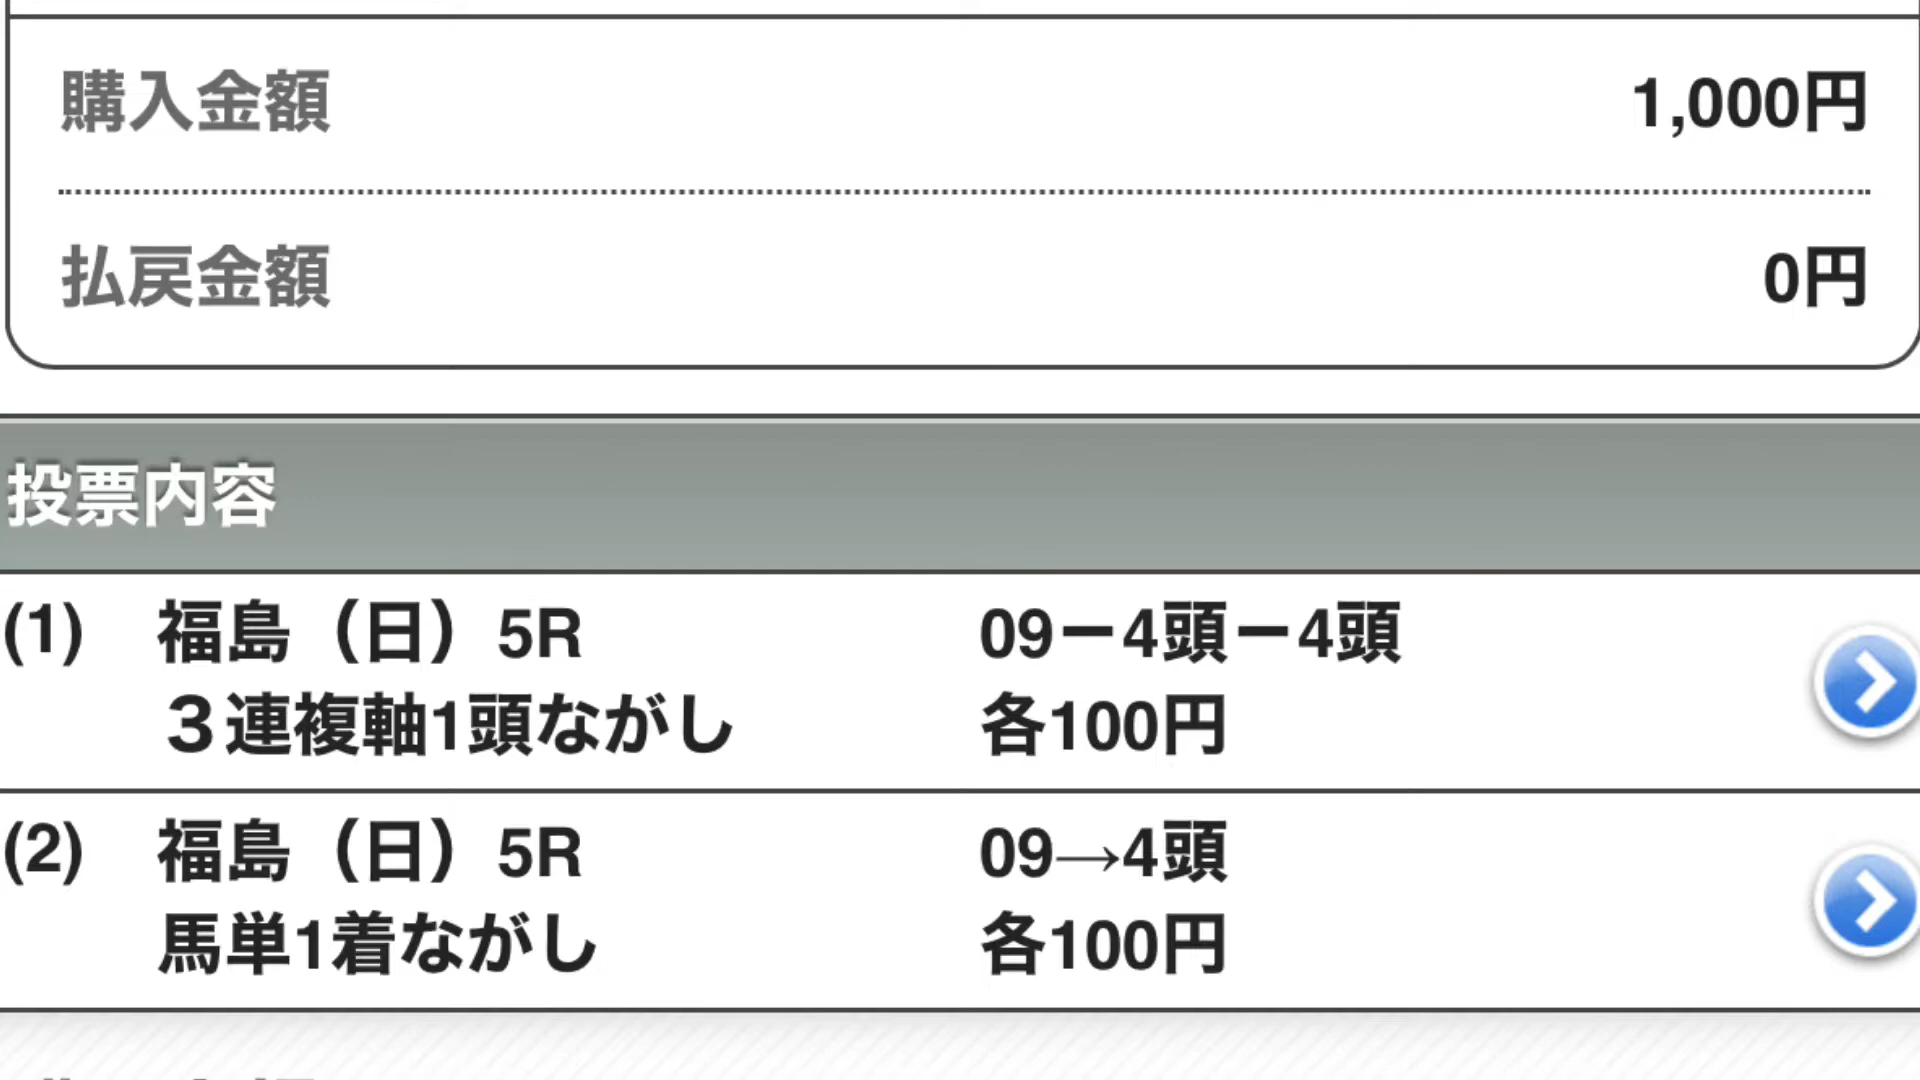 購入金額 1,000円
払戻金額 0円
投票内容
(1) 福島（日）5R 09ー4頭ー4頭
３連複軸1頭ながし 各100円
(2) 福島（日）5R 09→4頭
馬単1着ながし 各100円